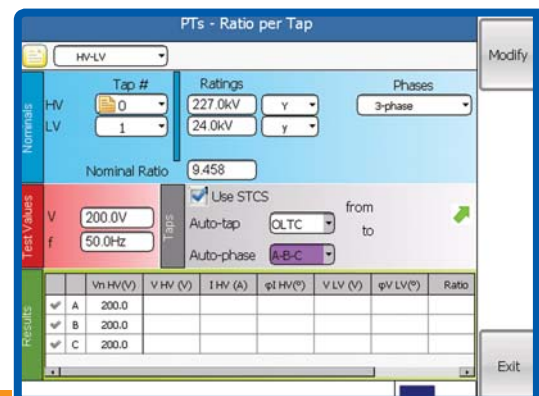 PTs - Ratio per Tap
HV-LV
Modify
Nominals
Tap #
Ratings
Phases
HV 0 227.0kV Y 3-phase
LV 1 24.0kV y
Nominal Ratio 9.458
Test Values
V 200.0V
f 50.0Hz
Taps
Use STCS
Auto-tap OLTC from
to
Auto-phase A-B-C
Results
Vn HV(V) V HV (V) I HV (A) φI HV(º) V LV (V) φV LV(º) Ratio
A 200.0
B 200.0
C 200.0
Exit